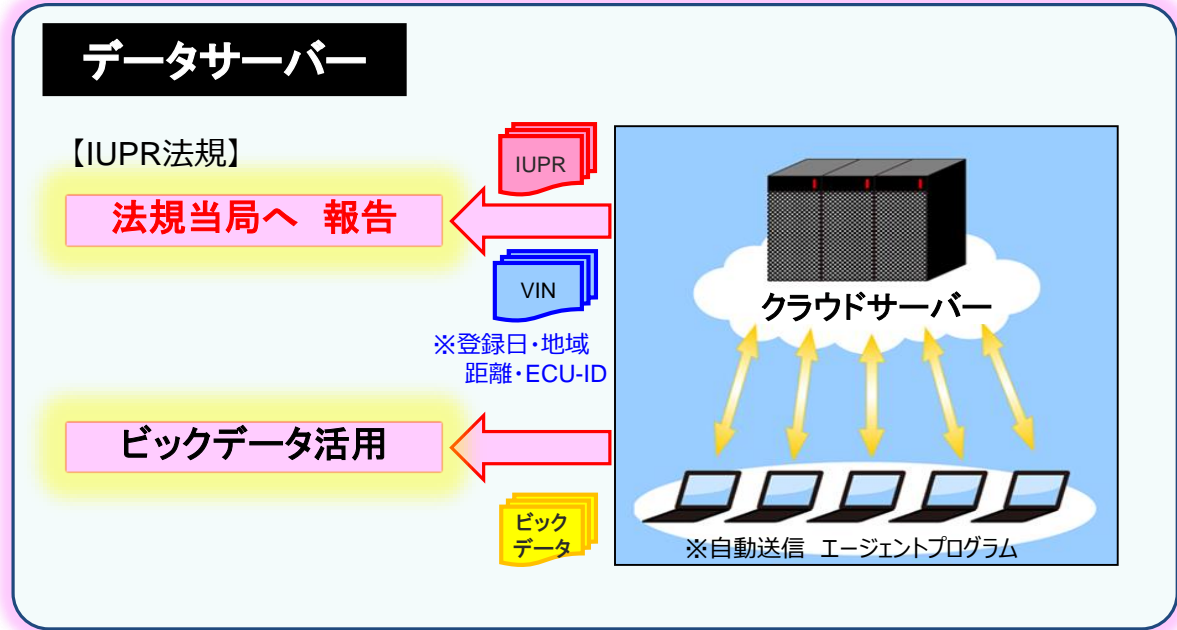 データサーバー
【IUPR法規】
IUPR
法規当局へ 報告
VIN
※登録日・地域
距離・ECU-ID
ビックデータ活用
ビック
データ
クラウドサーバー
※自動送信 エージェントプログラム